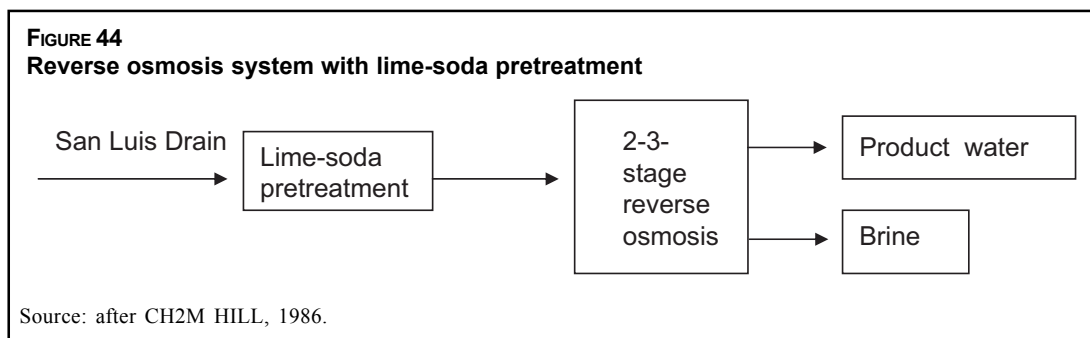 FIGURE 44
Reverse osmosis system with lime-soda pretreatment
San Luis Drain
Lime-soda
pretreatment
2-3-
stage
reverse
osmosis
Product water
Brine
Source: after CH2M HILL, 1986.